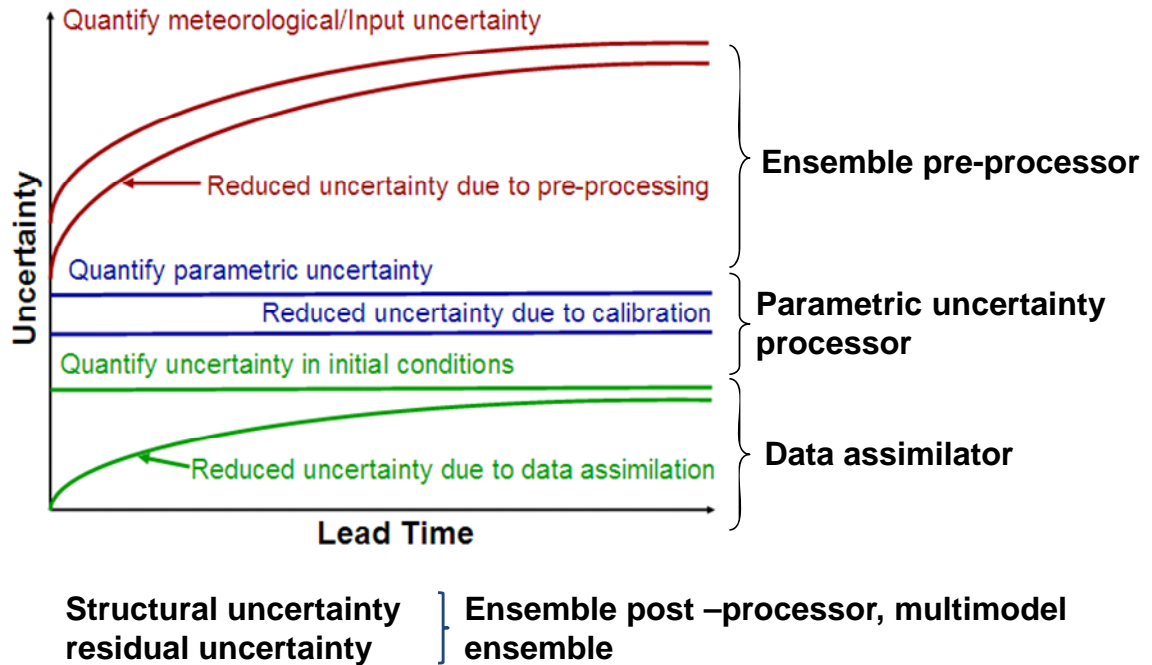 Quantify meteorological/Input uncertainty
Ensemble pre-processor
Reduced uncertainty due to pre-processing
Uncertainty
Quantify parametric uncertainty
Reduced uncertainty due to calibration
Parametric uncertainty
processor
Quantify uncertainty in initial conditions
Reduced uncertainty due to data assimilation
Data assimilator
Lead Time
Structural uncertainty
residual uncertainty
Ensemble post –processor, multimodel
ensemble